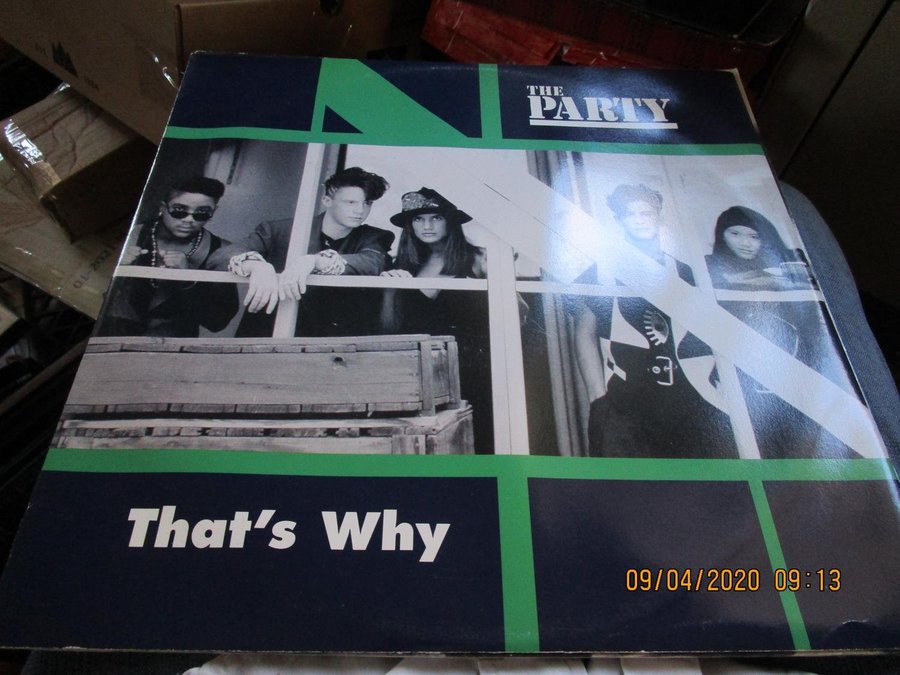 THE
PARTY
That's Why
09/04/2020 09:13